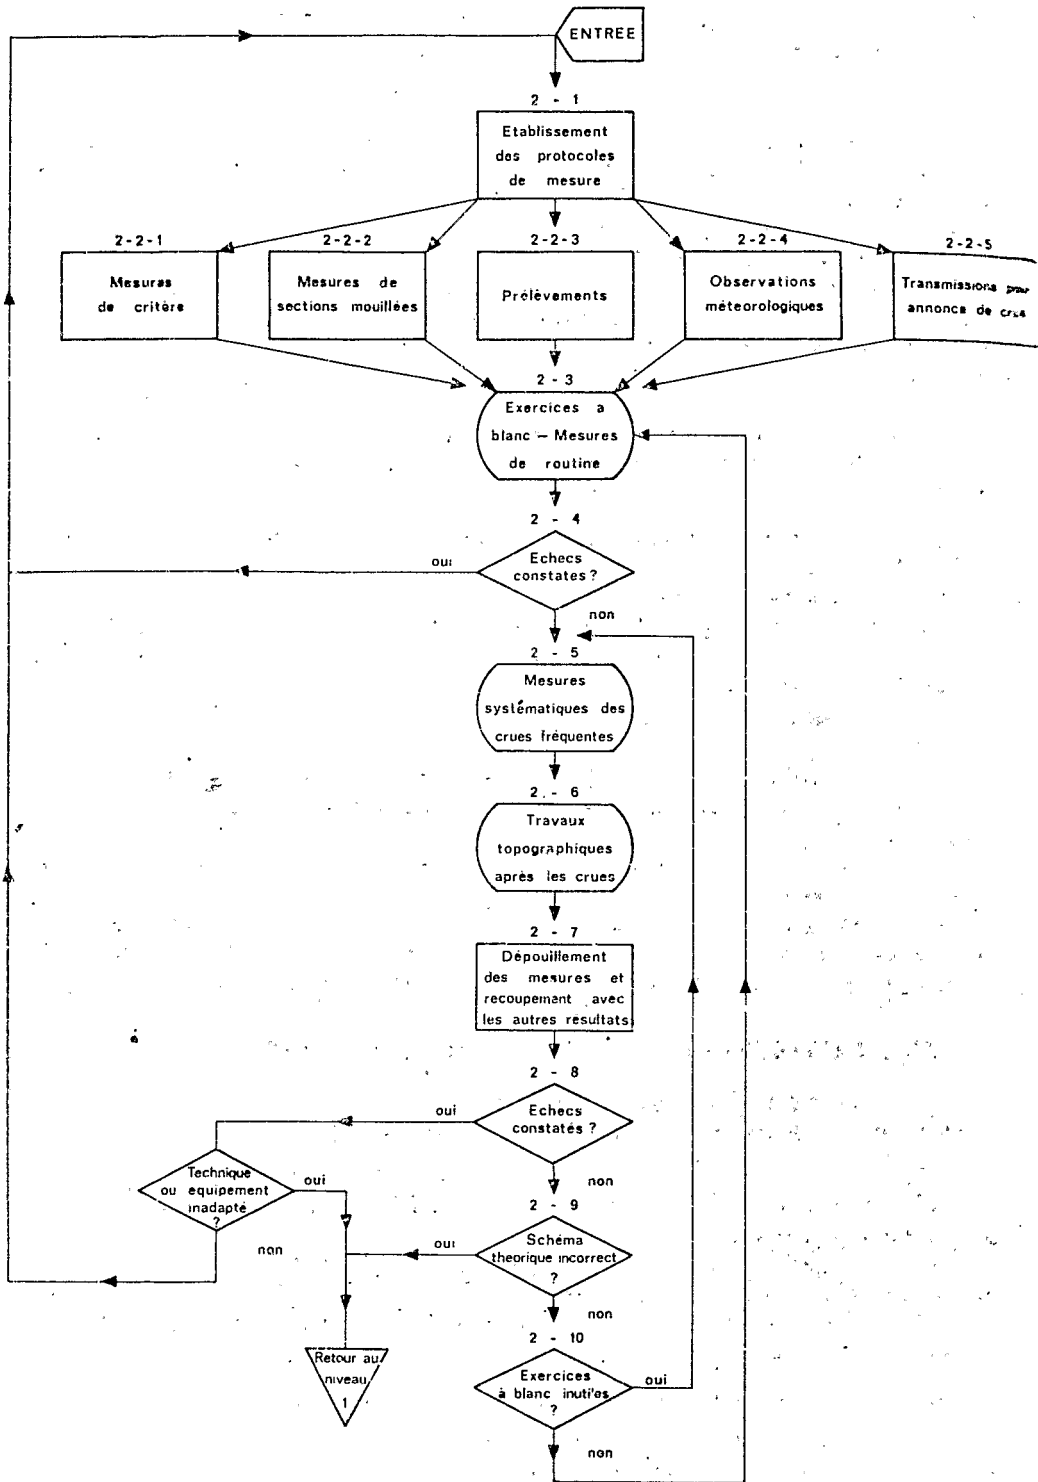 ENTREE
2 - 1
Etablissement
des protocoles
de mesure
2-2-1
2-2-2
2-2-3
2-2-4
2-2-5
Mesures
de critère
Mesures de
sections mouillées
Prélèvements
Observations
méteorologiques
Transmissions pour
annonce de crue
2 - 3
Exercices a
blanc — Mesures
de routine
2 - 4
oui
Echecs
constates ?
non
2 - 5
Mesures
systématiques des
crues fréquentes
2 - 6
Travaux
topographiques
après les crues
2 - 7
Dépouillement
des mesures et
recoupement avec
les autres résultats
2 - 8
oui
Echecs
constatés ?
non
Technique
ou equipement
inadapté
?
oui
non
2 - 9
oui
Schéma
theorique incorrect
?
non
2 - 10
Retour au
niveau
1
Exercices
à blanc inutiles
?
oui
non